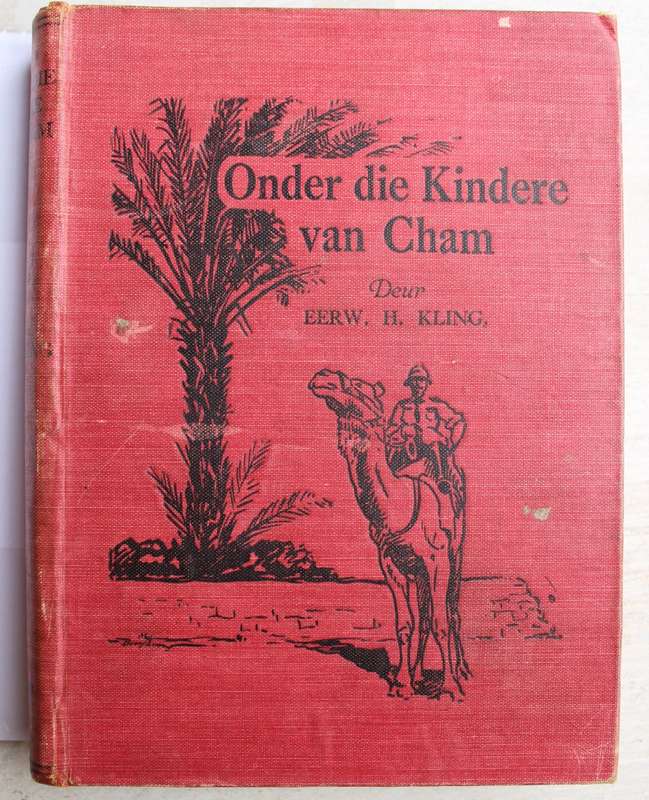 Onder die Kindere
van Cham
Deur
EERW. H. KLING,